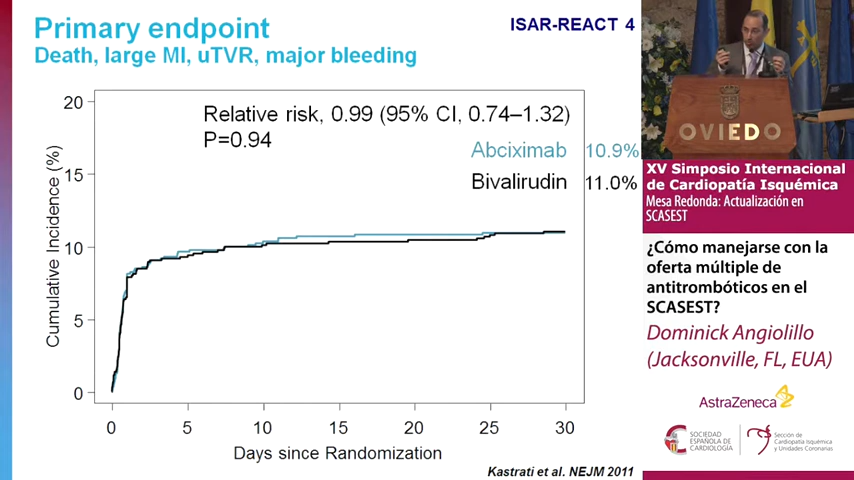 Primary endpoint
Death, large MI, uTVR, major bleeding
ISAR-REACT 4
Relative risk, 0.99 (95% CI, 0.74–1.32)
P=0.94
Abciximab 10.9%
Bivalirudin 11.0%
Cumulative Incidence (%)
20
15
10
5
0
0 5 10 15 20 25 30
Days since Randomization
Kastrati et al. NEJM 2011
OVIEDO
XV Simposio Internacional
de Cardiopatía Isquémica
Mesa Redonda: Actualización en
SCASEST
¿Cómo manejarse con la
oferta múltiple de
antitrombóticos en el
SCASEST?
Dominick Angiolillo
(Jacksonville, FL, EUA)
AstraZeneca
SOCIEDAD
ESPAÑOLA DE
CARDIOLOGÍA
Sección de
Cardiopatía Isquémica
y Unidades Coronarias